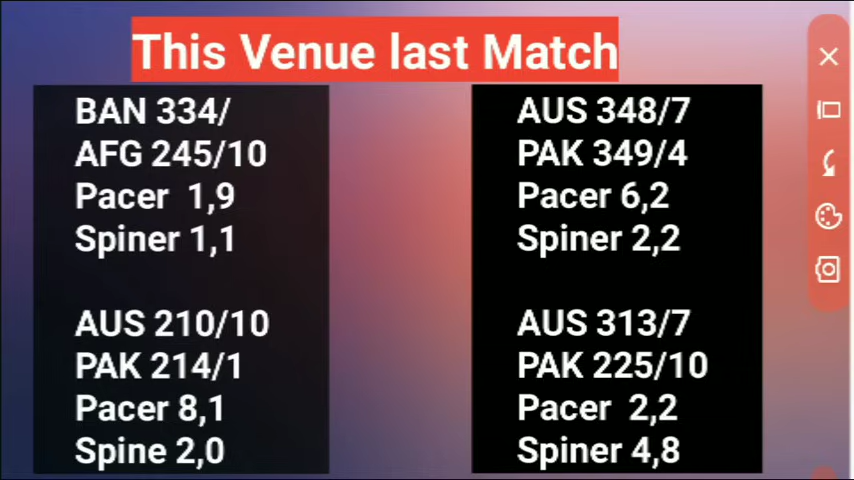 This Venue last Match
BAN 334/
AFG 245/10
Pacer 1,9
Spiner 1,1
AUS 210/10
PAK 214/1
Pacer 8,1
Spine 2,0
AUS 348/7
PAK 349/4
Pacer 6,2
Spiner 2,2
AUS 313/7
PAK 225/10
Pacer 2,2
Spiner 4,8